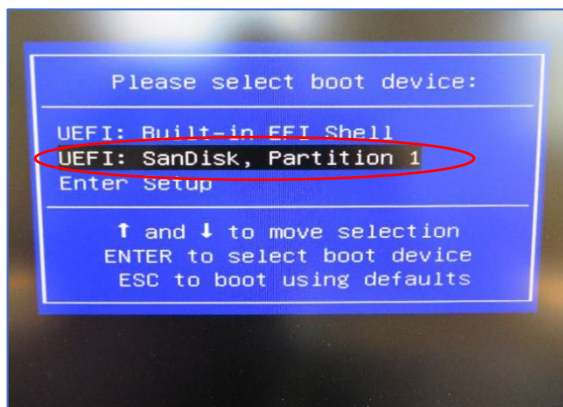 Please select boot device:
UEFI: Built-in EFI Shell
UEFI: SanDisk, Partition 1
Enter Setup
↑ and ↓ to move selection
ENTER to select boot device
ESC to boot using defaults